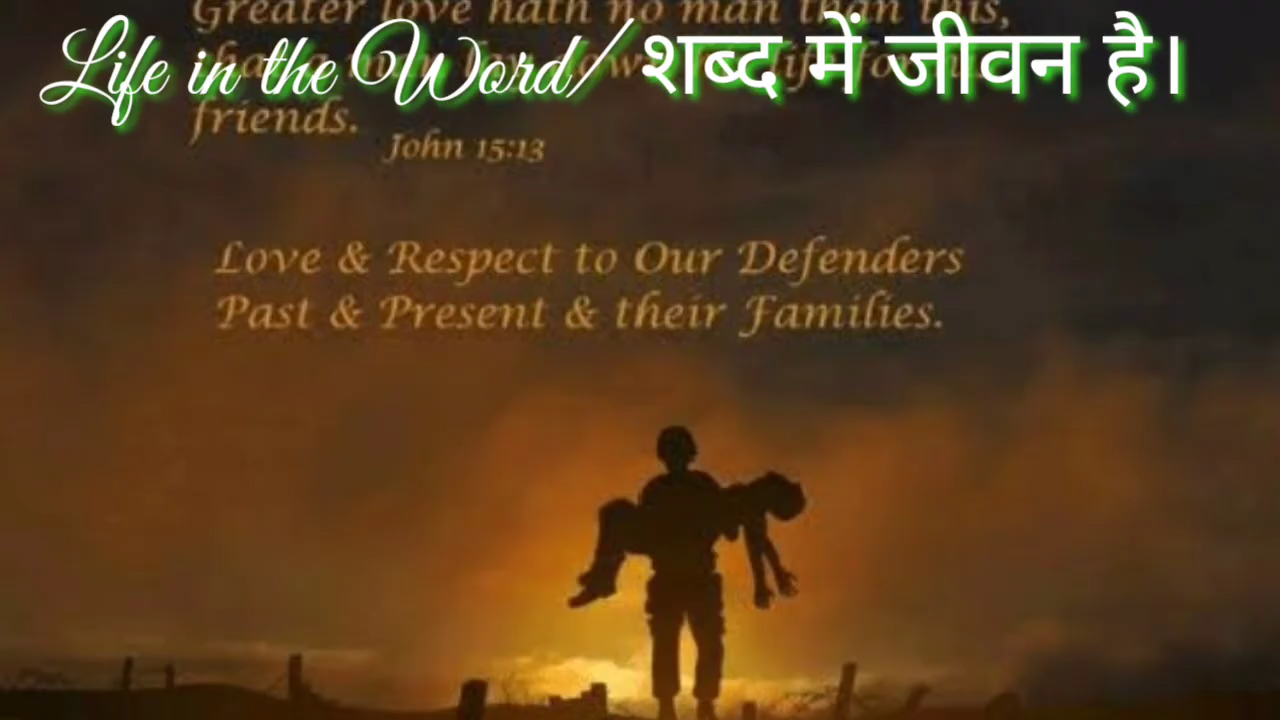 Greater love hath no man than this,
Life in the Word/ शब्द में जीवन है।
friends.
John 15:13
Love & Respect to Our Defenders
Past & Present & their Families.